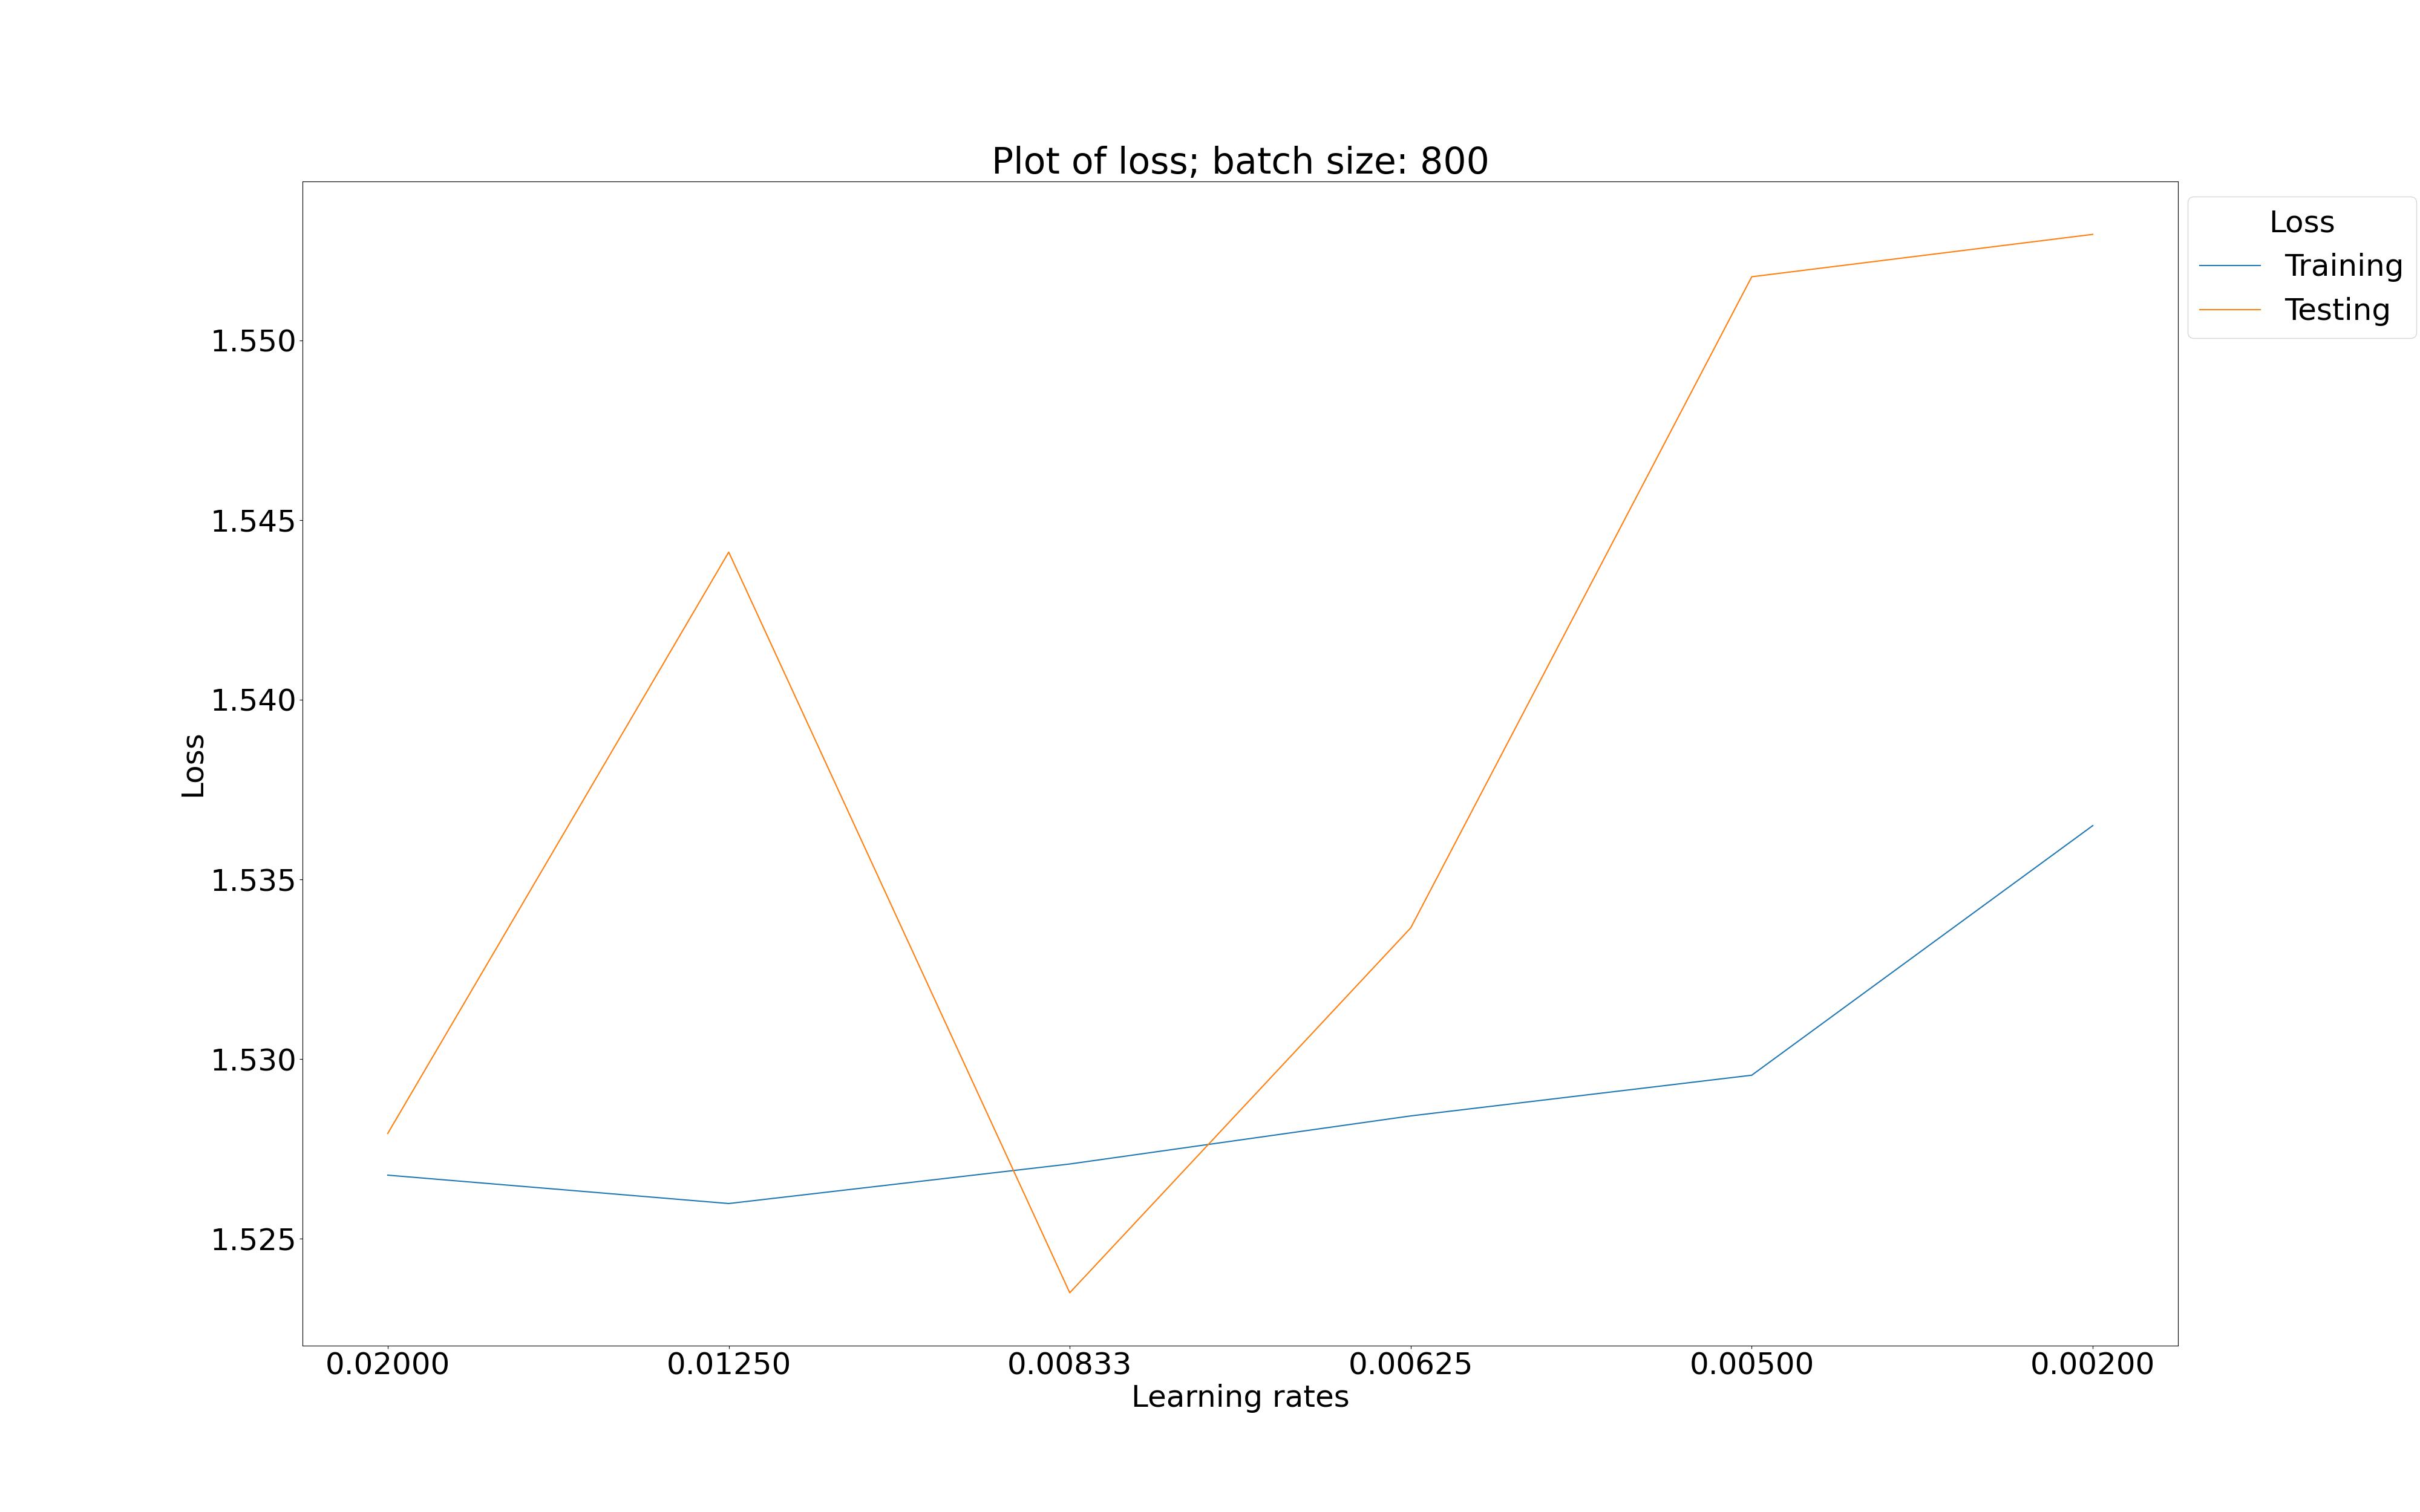 Plot of loss; batch size: 800
Loss
Training
Testing
1.550
1.545
1.540
1.535
1.530
1.525
Loss
0.02000 0.01250 0.00833 0.00625 0.00500 0.00200
Learning rates